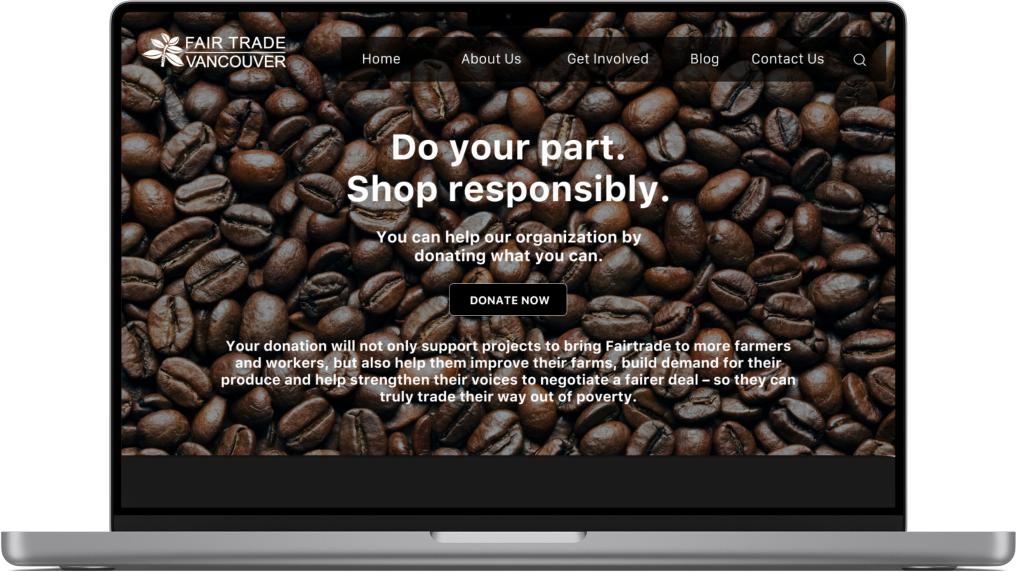 FAIR TRADE
VANCOUVER
Home About Us Get Involved Blog Contact Us
Do your part.
Shop responsibly.
You can help our organization by
donating what you can.
DONATE NOW
Your donation will not only support projects to bring Fairtrade to more farmers
and workers, but also help them improve their farms, build demand for their
produce and help strengthen their voices to negotiate a fairer deal – so they can
truly trade their way out of poverty.